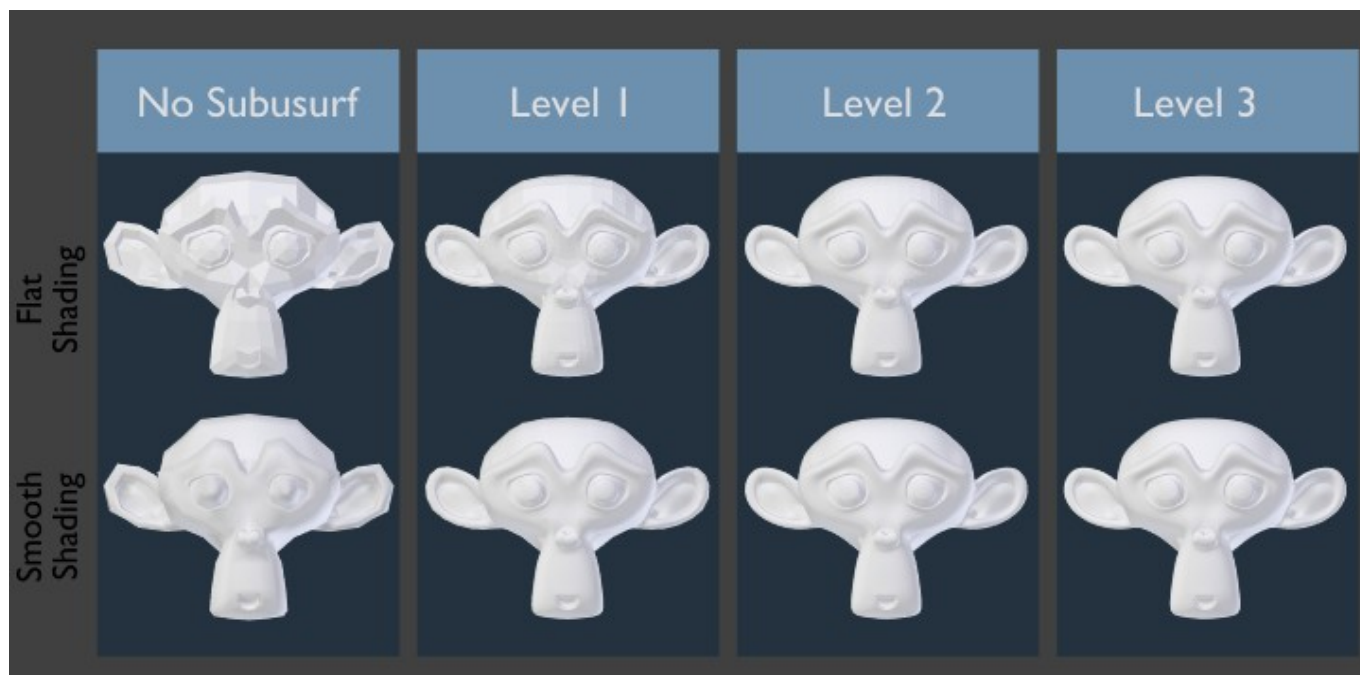 No Subusurf
Level 1
Level 2
Level 3
Flat
Shading
Smooth
Shading